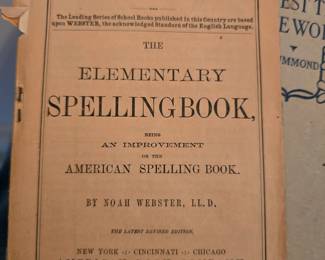 The Leading Series of School Books published in this Country are based
upon WEBSTER, the acknowledged Standard of the English Language.
THE
ELEMENTARY
SPELLING BOOK,
BEING
AN IMPROVEMENT
ON THE
AMERICAN SPELLING BOOK.
BY NOAH WEBSTER, LL.D.
THE LATEST REVISED EDITION.
NEW YORK CINCINNATI CHICAGO